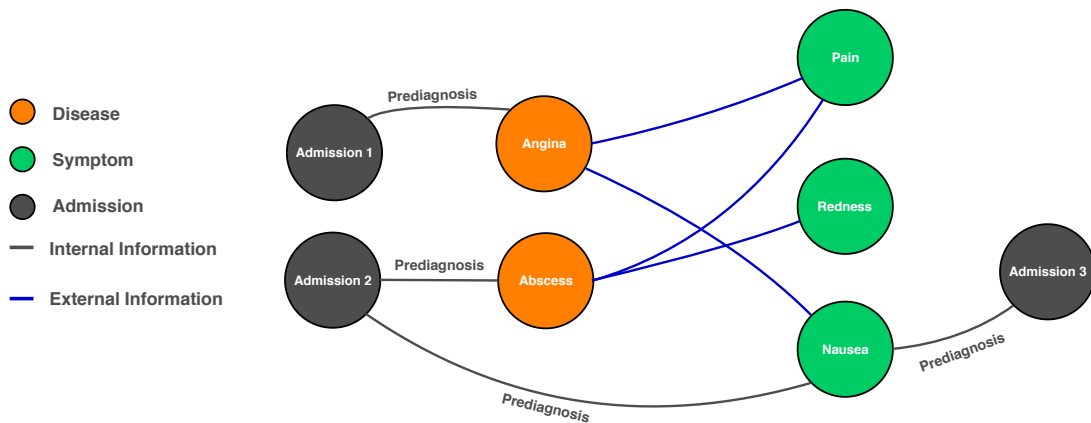 Disease
Symptom
Admission
Internal Information
External Information
Admission 1
Prediagnosis
Angina
Pain
Redness
Admission 2
Prediagnosis
Abscess
Admission 3
Nausea
Prediagnosis
Prediagnosis